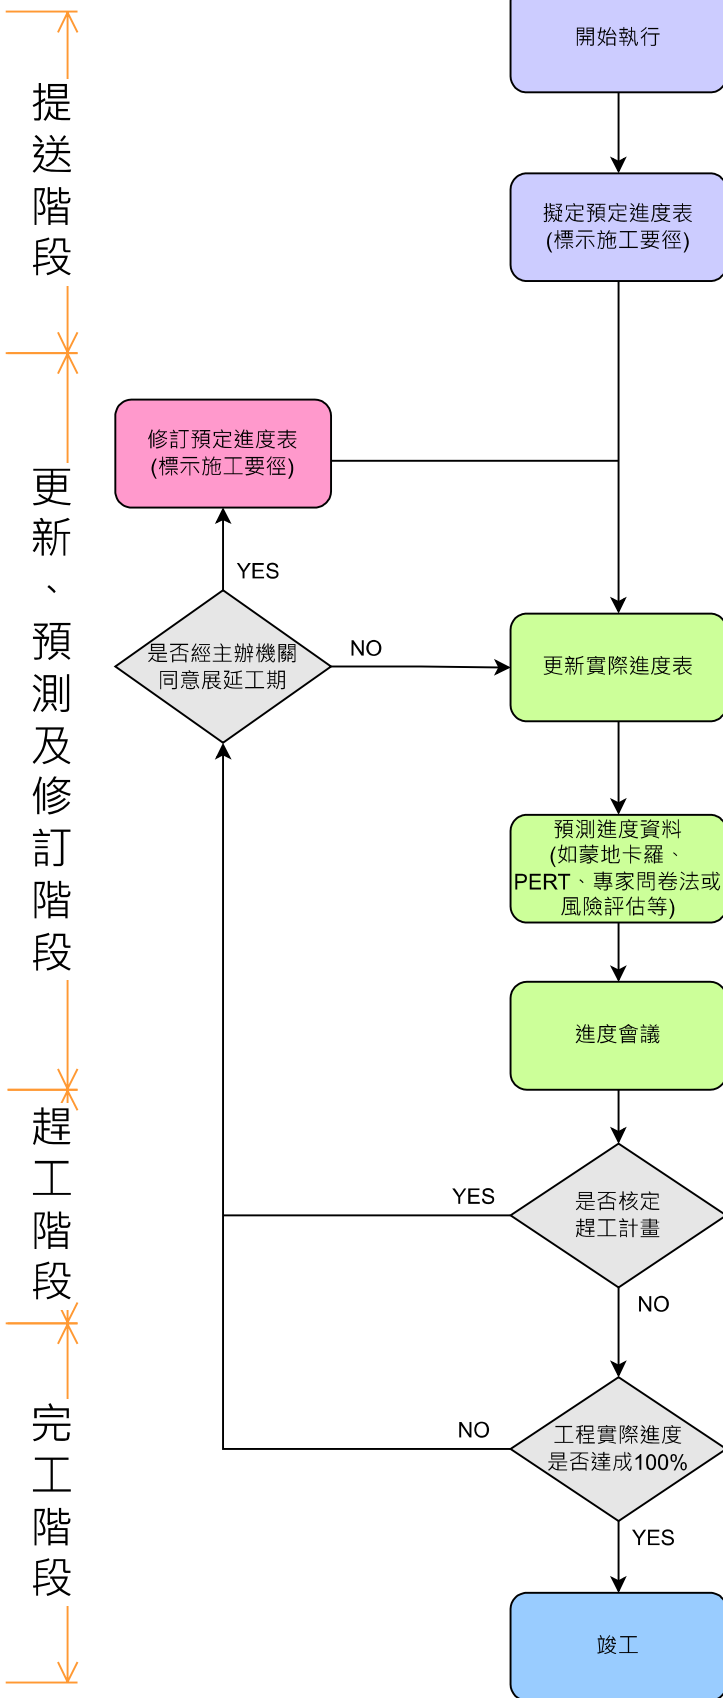 提送階段
開始執行
擬定預定進度表
(標示施工要徑)
更新、預測及修訂階段
修訂預定進度表
(標示施工要徑)
YES
是否經主辦機關
同意展延工期
NO
更新實際進度表
預測進度資料
(如蒙地卡羅、
PERT、專家問卷法或
風險評估等)
進度會議
趕工階段
YES
是否核定
趕工計畫
NO
完工階段
NO
工程實際進度
是否達成100%
YES
竣工